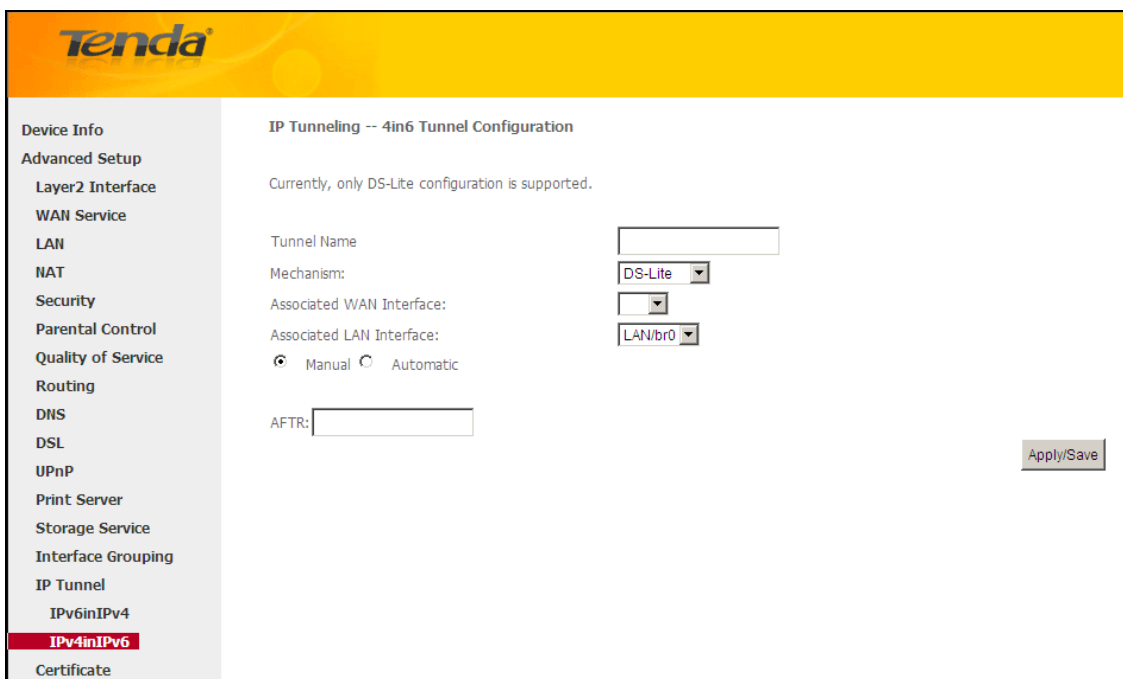 Tenda®
Device Info
Advanced Setup
Layer2 Interface
WAN Service
LAN
NAT
Security
Parental Control
Quality of Service
Routing
DNS
DSL
UPnP
Print Server
Storage Service
Interface Grouping
IP Tunnel
IPv6inIPv4
IPv4inIPv6
Certificate
IP Tunneling -- 4in6 Tunnel Configuration
Currently, only DS-Lite configuration is supported.
Tunnel Name
Mechanism: DS-Lite
Associated WAN Interface:
Associated LAN Interface: LAN/br0
Manual Automatic
AFTR:
Apply/Save